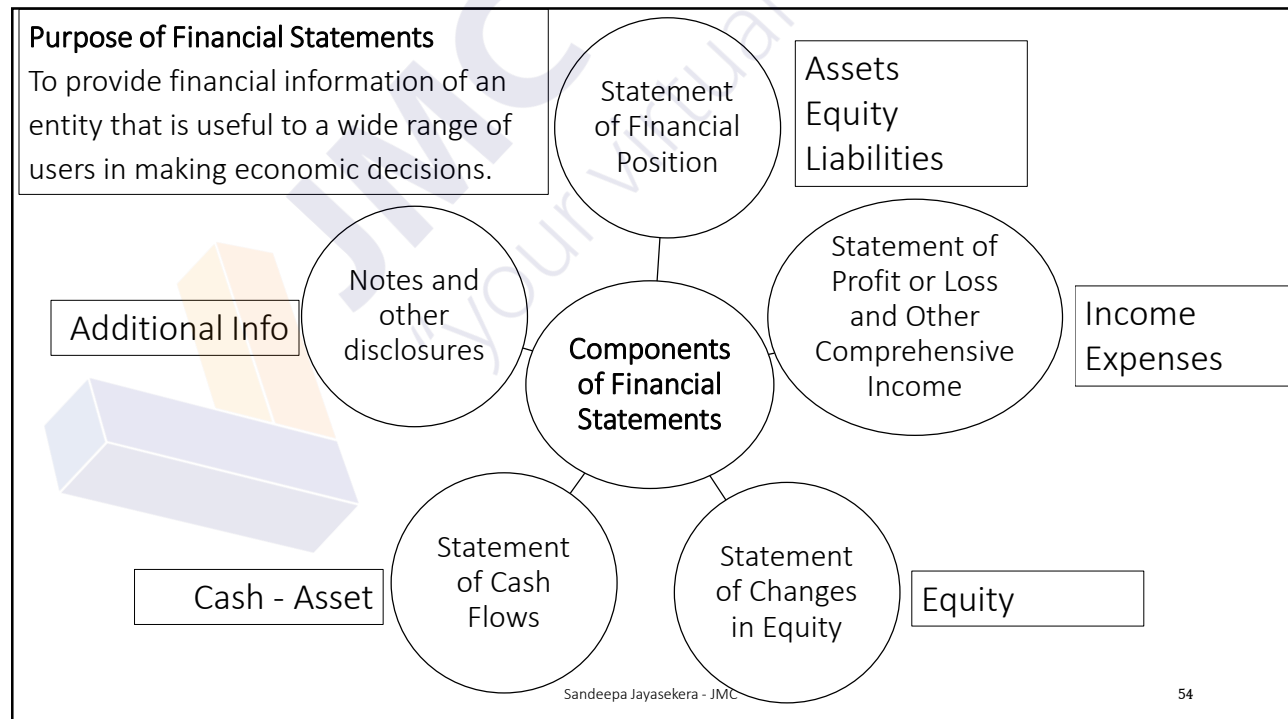 Purpose of Financial Statements
To provide financial information of an
entity that is useful to a wide range of
users in making economic decisions.
Statement
of Financial
Position
Assets
Equity
Liabilities
Statement of
Profit or Loss
and Other
Comprehensive
Income
Income
Expenses
Notes and
other
disclosures
Additional Info
Components
of Financial
Statements
Statement
of Cash
Flows
Cash - Asset
Statement
of Changes
in Equity
Equity
JMC
"your virtual
Sandeepa Jayasekera - JMC
54